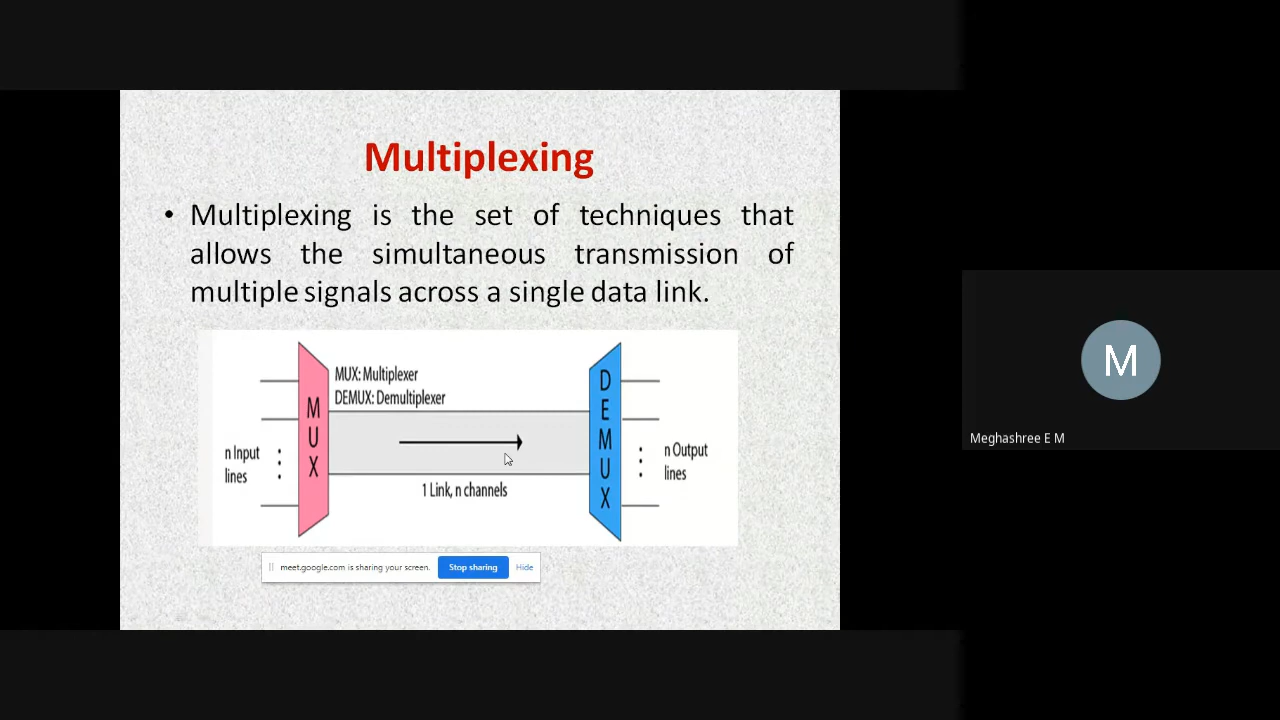 Multiplexing
• Multiplexing is the set of techniques that
allows the simultaneous transmission of
multiple signals across a single data link.
MUX: Multiplexer
DEMUX: Demultiplexer
MUX
DEMUX
n Input
lines
n Output
lines
1 Link, n channels
meet.google.com is sharing your screen.
Stop sharing
Hide
M
Meghashree E M